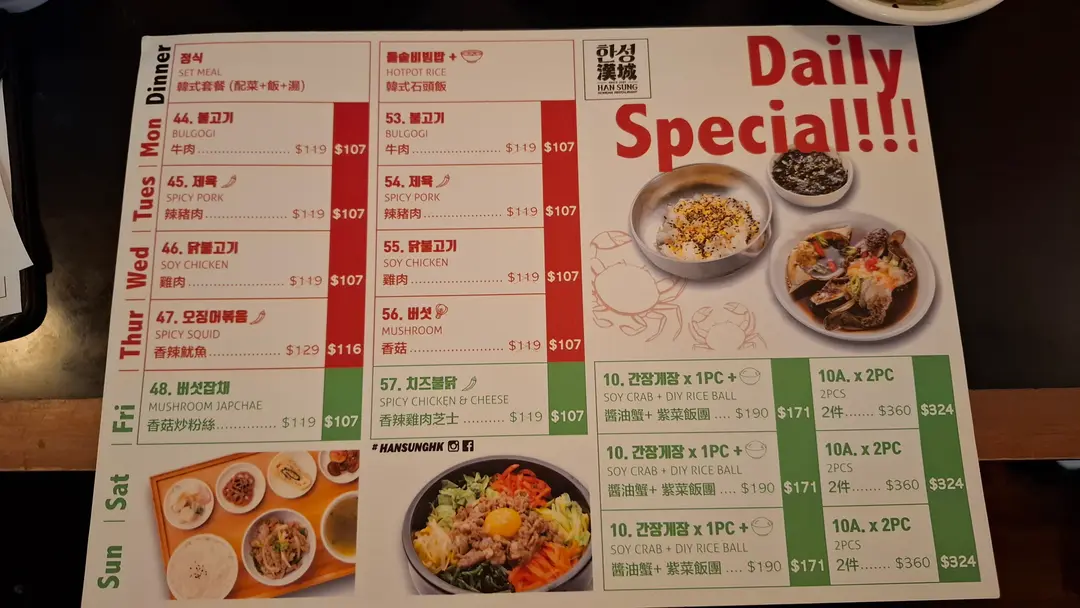 Mon | Tues | Wed | Thur | Fri | Sat | Sun
Dinner
정식
SET MEAL
韓式套餐 (配菜+飯+湯)
44. 불고기
BULGOGI
牛肉 $119 $107
45. 제육
SPICY PORK
辣豬肉 $119 $107
46. 닭불고기
SOY CHICKEN
雞肉 $119 $107
47. 오징어볶음
SPICY SQUID
香辣魷魚 $129 $116
48. 버섯잡채
MUSHROOM JAPCHAE
香菇炒粉絲 $119 $107
돌솥비빔밥 +
HOTPOT RICE
韓式石頭飯
53. 불고기
BULGOGI
牛肉 $119 $107
54. 제육
SPICY PORK
辣豬肉 $119 $107
55. 닭불고기
SOY CHICKEN
雞肉 $119 $107
56. 버섯
MUSHROOM
香菇 $119 $107
57. 치즈불닭
SPICY CHICKEN & CHEESE
香辣雞肉芝士 $119 $107
#HANSUNGHK
한성
漢城
HAN SUNG
Daily
Special!!!
10. 간장게장 x 1PC +
SOY CRAB + DIY RICE BALL
醬油蟹+ 紫菜飯團 .... $190 $171
10A. x 2PC
2PCS
2件....... $360 $324
10. 간장게장 x 1PC +
SOY CRAB + DIY RICE BALL
醬油蟹+ 紫菜飯團 .... $190 $171
10A. x 2PC
2PCS
2件....... $360 $324
10. 간장게장 x 1PC +
SOY CRAB + DIY RICE BALL
醬油蟹+ 紫菜飯團 .... $190 $171
10A. x 2PC
2PCS
2件....... $360 $324